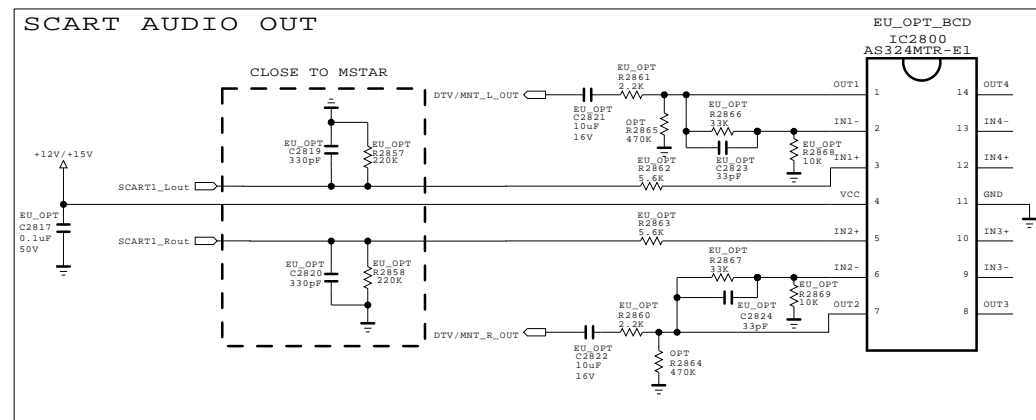 SCART AUDIO OUT
EU_OPT_BCD
IC2800
AS324MTR-E1
CLOSE TO MSTAR
+12V/+15V
EU_OPT
C2817
0.1uF
50V
SCART1_Lout
SCART1_Rout
EU_OPT
C2819
330pF
EU_OPT
R2857
220K
EU_OPT
C2820
330pF
EU_OPT
R2858
220K
DTV/MNT_L_OUT
EU_OPT
C2821
10uF
16V
EU_OPT
R2861
2.2K
OPT
R2865
470K
EU_OPT
R2866
33K
EU_OPT
C2823
33pF
EU_OPT
R2868
10K
EU_OPT
R2862
5.6K
EU_OPT
R2863
5.6K
EU_OPT
R2867
33K
EU_OPT
C2824
33pF
EU_OPT
R2869
10K
DTV/MNT_R_OUT
EU_OPT
C2822
10uF
16V
EU_OPT
R2860
2.2K
OPT
R2864
470K
OUT1 1 14 OUT4
IN1- 2 13 IN4-
IN1+ 3 12 IN4+
VCC 4 11 GND
IN2+ 5 10 IN3+
IN2- 6 9 IN3-
OUT2 7 8 OUT3